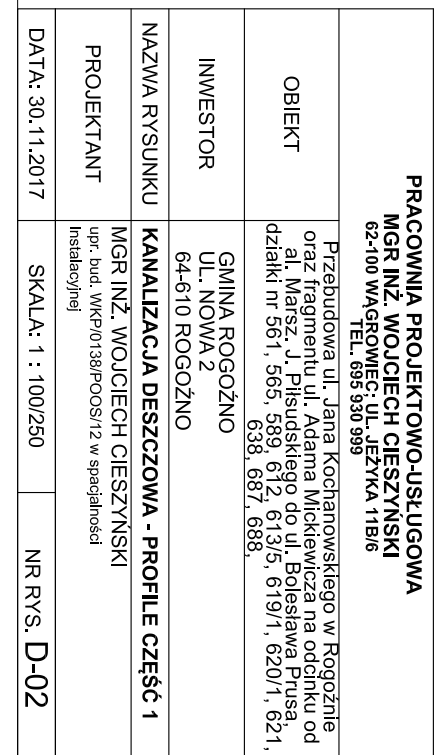 PRACOWNIA PROJEKTOWO-USŁUGOWA
MGR INŻ. WOJCIECH CIESZYŃSKI
62-100 WĄGROWIEC; UL. JEŻYKA 11B/6
TEL. 695 930 999
OBIEKT
Przebudowa ul. Jana Kochanowskiego w Rogoźnie
oraz fragmentu ul. Adama Mickiewicza na odcinku od
al. Marsz. J. Piłsudskiego do ul. Bolesława Prusa,
działki nr 561, 565, 589, 612, 613/5, 619/1, 620/1, 621,
638, 687, 688,
INWESTOR
GMINA ROGOŹNO
UL. NOWA 2
64-610 ROGOŹNO
NAZWA RYSUNKU
KANALIZACJA DESZCZOWA - PROFILE CZĘŚĆ 1
PROJEKTANT
MGR INŻ. WOJCIECH CIESZYŃSKI
upr. bud. WKP/0138/POOS/12 w spacjalności
Instalacyjnej
DATA: 30.11.2017
SKALA: 1 : 100/250
NR RYS. D-02